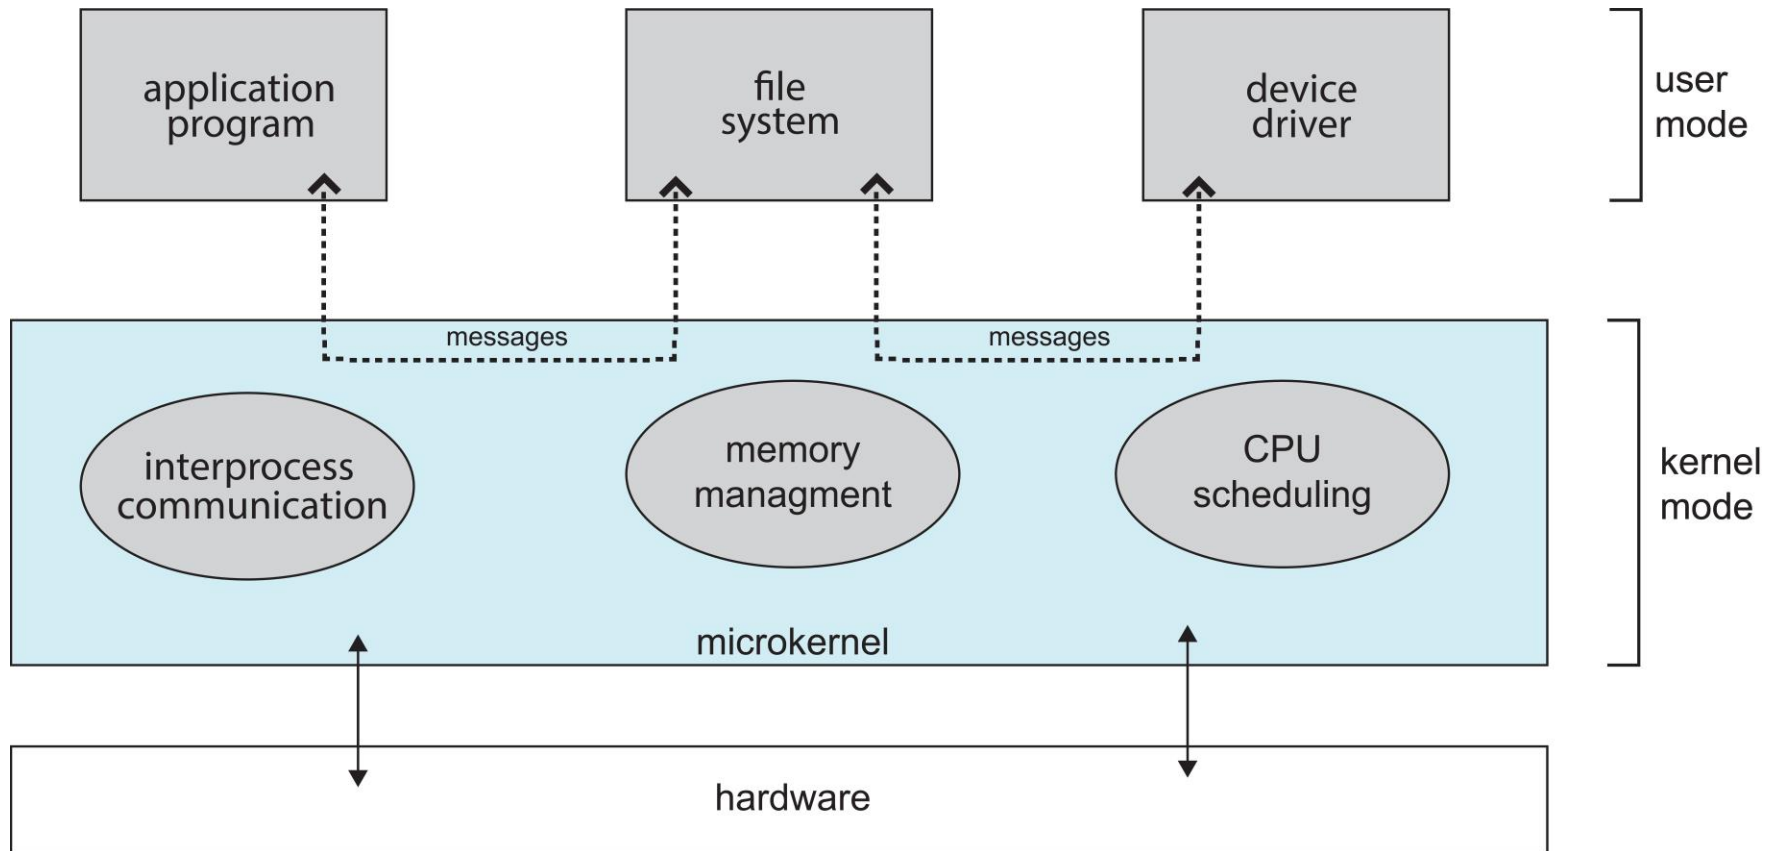 application
program
file
system
device
driver
user
mode
messages
messages
interprocess
communication
memory
managment
CPU
scheduling
kernel
mode
microkernel
hardware